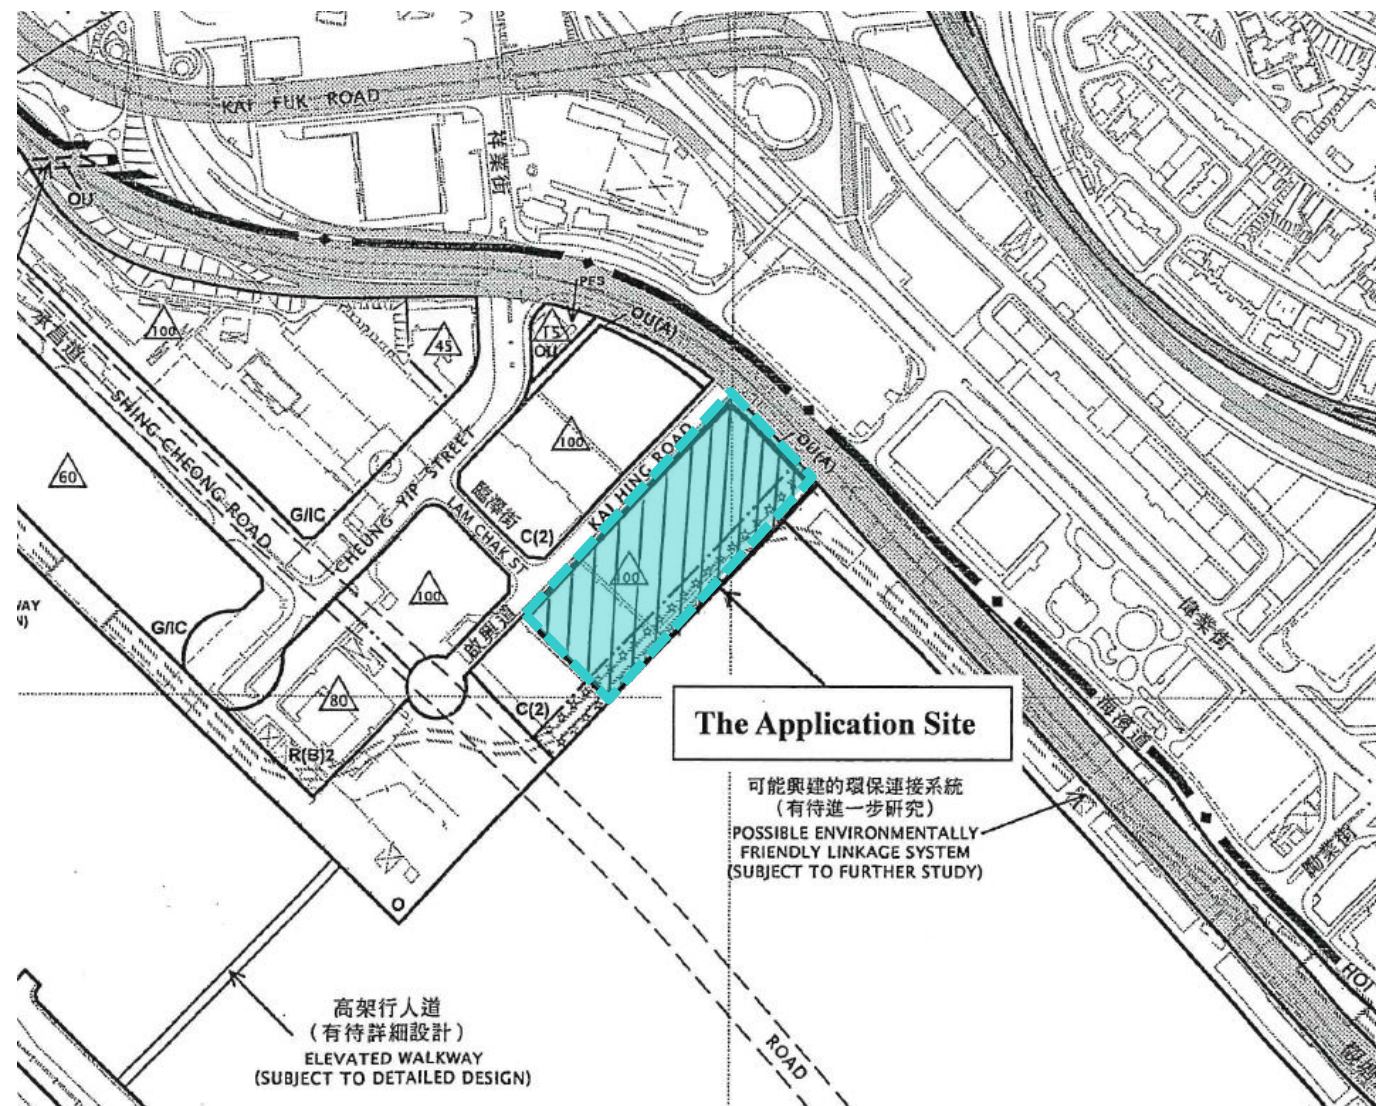 KAI FUK ROAD
祥業街
OU
PFS
OU(A)
15
OU
100
45
承昌道
SHING CHEONG ROAD
100
KAI HING ROAD
OU(A)
60
CHEUNG YIP STREET
臨澤街
LAM CHAK ST
G/IC
C(2)
100
100
啟興道
偉業街
WAY
N)
G/IC
80
C(2)
R(B)2
The Application Site
海濱道
可能興建的環保連接系統
(有待進一步研究)
POSSIBLE ENVIRONMENTALLY
FRIENDLY LINKAGE SYSTEM
(SUBJECT TO FURTHER STUDY)
勵業街
O
HOI
高架行人道
(有待詳細設計)
ELEVATED WALKWAY
(SUBJECT TO DETAILED DESIGN)
ROAD